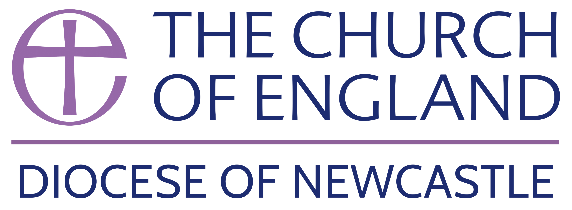 THE CHURCH
OF ENGLAND
DIOCESE OF NEWCASTLE